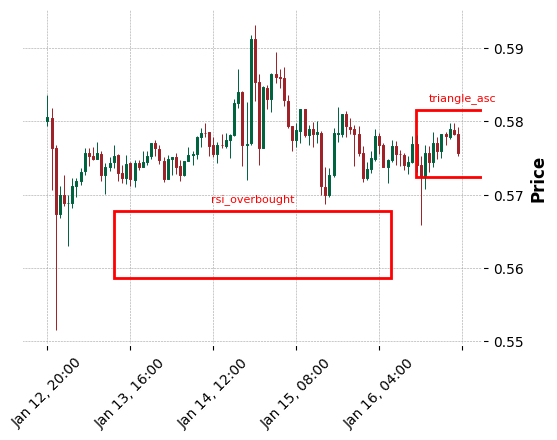 0.59
triangle_asc
0.58
0.57
rsi_overbought
0.56
0.55
Price
Jan 12, 20:00
Jan 13, 16:00
Jan 14, 12:00
Jan 15, 08:00
Jan 16, 04:00